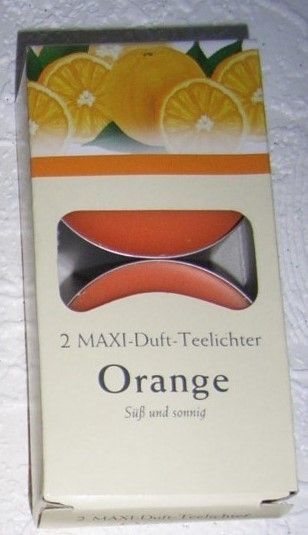 2 MAXI-Duft-Teelichter
Orange
Süß und sonnig
2 MAXI-Duft-Teelichter